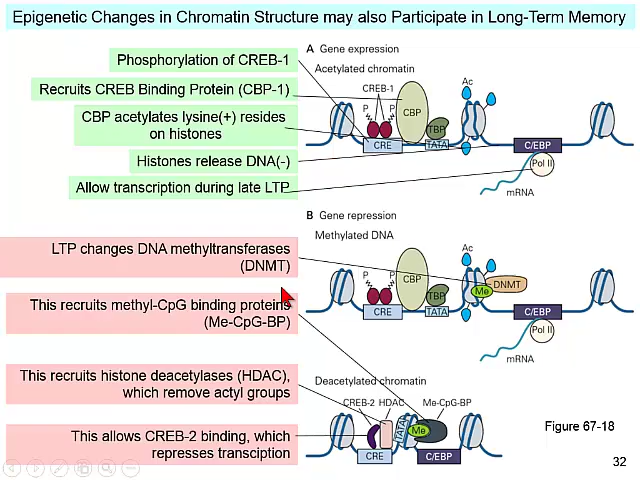 Epigenetic Changes in Chromatin Structure may also Participate in Long-Term Memory
Phosphorylation of CREB-1
Recruits CREB Binding Protein (CBP-1)
CBP acetylates lysine(+) resides
on histones
Histones release DNA(-)
Allow transcription during late LTP
A Gene expression
Acetylated chromatin
CREB-1
P
P
CBP
TBP
CRE
TATA
Ac
C/EBP
Pol II
mRNA
LTP changes DNA methyltransferases
(DNMT)
This recruits methyl-CpG binding proteins
(Me-CpG-BP)
B Gene repression
Methylated DNA
P
P
CBP
TBP
CRE
TATA
Ac
Me
DNMT
C/EBP
Pol II
mRNA
This recruits histone deacetylases (HDAC),
which remove actyl groups
This allows CREB-2 binding, which
represses transciption
Deacetylated chromatin
CREB-2 HDAC
Me-CpG-BP
TATA
Me
CRE
C/EBP
Figure 67-18
32